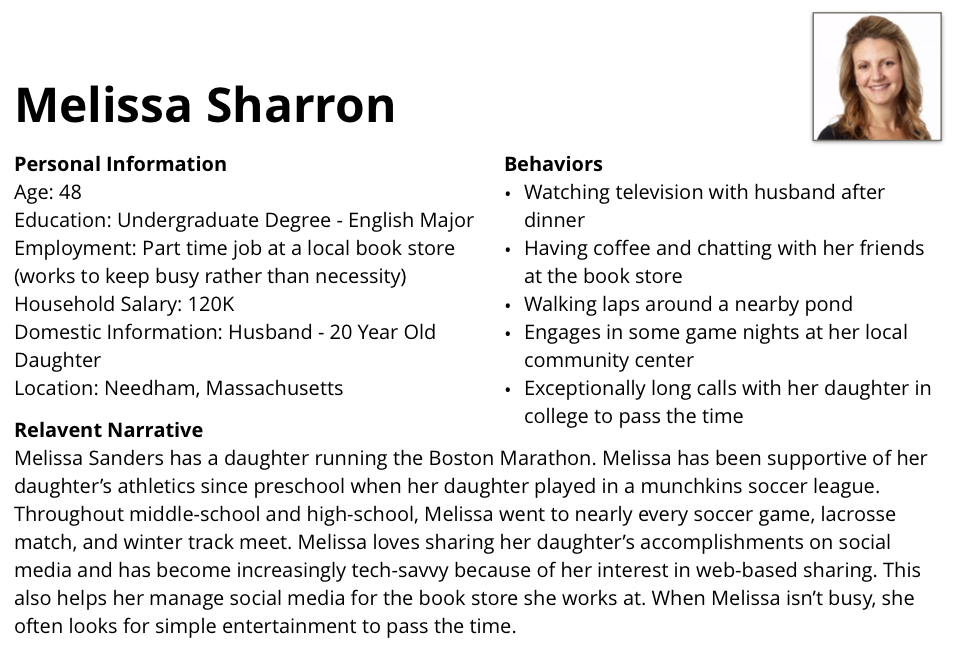 Melissa Sharron
Personal Information
Age: 48
Education: Undergraduate Degree - English Major
Employment: Part time job at a local book store
(works to keep busy rather than necessity)
Household Salary: 120K
Domestic Information: Husband - 20 Year Old
Daughter
Location: Needham, Massachusetts
Behaviors
• Watching television with husband after
dinner
• Having coffee and chatting with her friends
at the book store
• Walking laps around a nearby pond
• Engages in some game nights at her local
community center
• Exceptionally long calls with her daughter in
college to pass the time
Relavent Narrative
Melissa Sanders has a daughter running the Boston Marathon. Melissa has been supportive of her
daughter’s athletics since preschool when her daughter played in a munchkins soccer league.
Throughout middle-school and high-school, Melissa went to nearly every soccer game, lacrosse
match, and winter track meet. Melissa loves sharing her daughter’s accomplishments on social
media and has become increasingly tech-savvy because of her interest in web-based sharing. This
also helps her manage social media for the book store she works at. When Melissa isn’t busy, she
often looks for simple entertainment to pass the time.